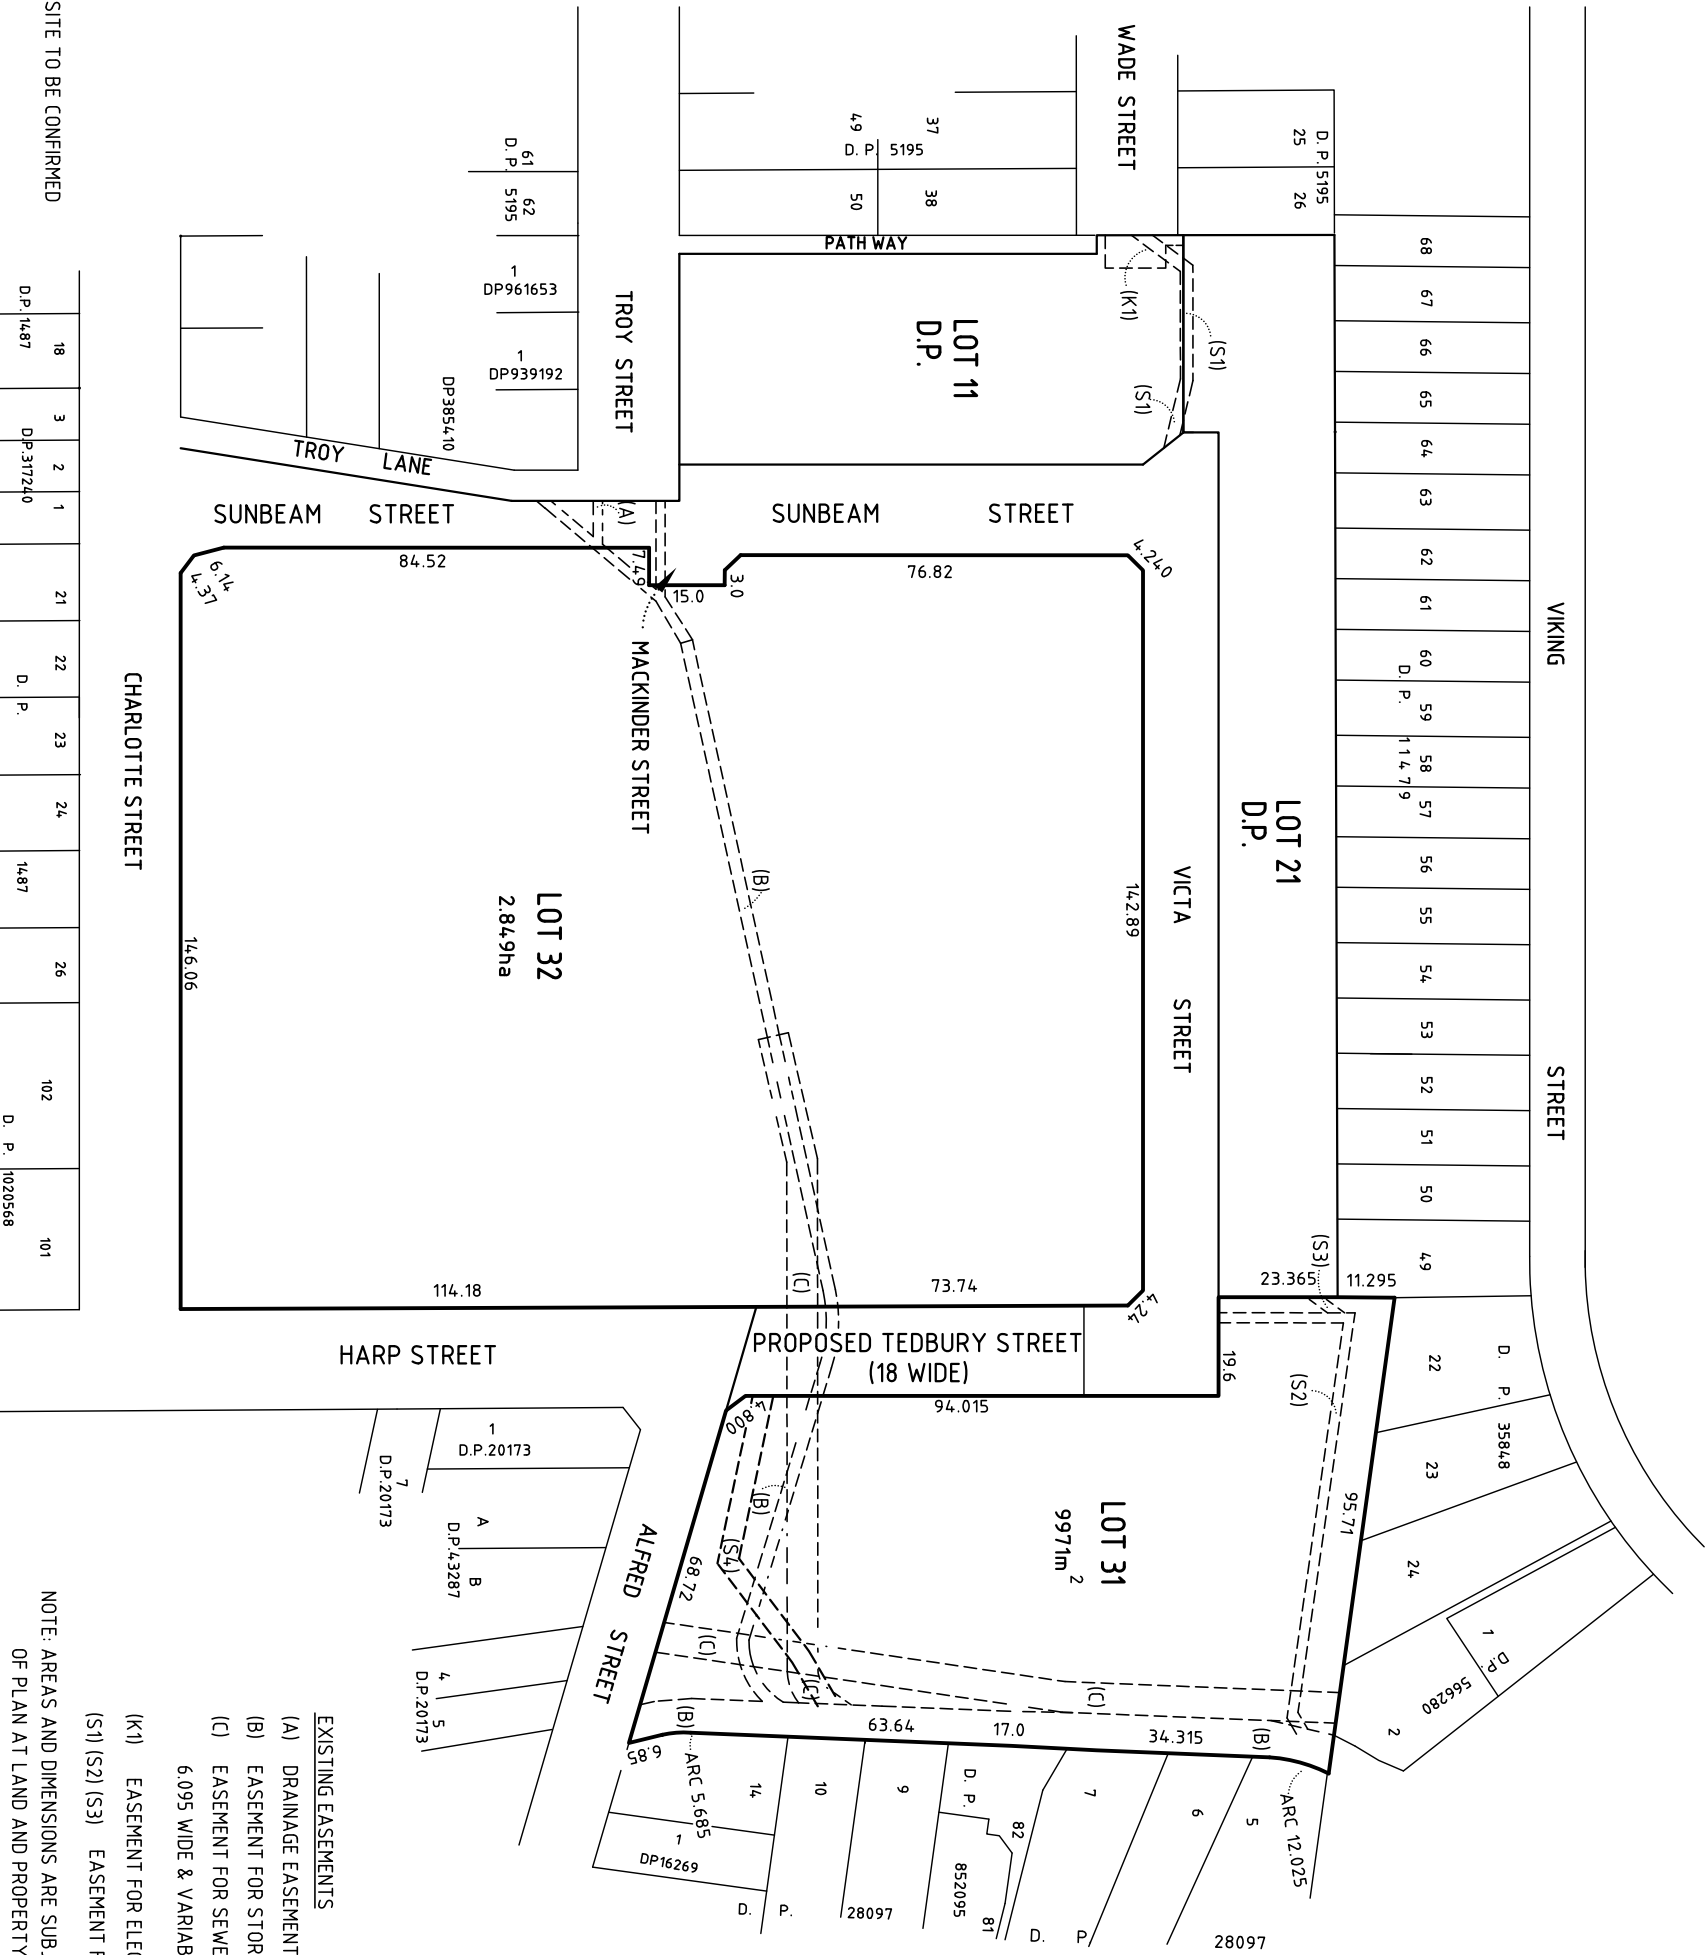 SITE TO BE CONFIRMED
WADE STREET
VIKING
STREET
D. P. 5195
25
26
37
49
D. P. 5195
38
50
61
D. P.
62
5195
PATH WAY
1
DP961653
1
DP939192
DP385410
TROY STREET
TROY LANE
LOT 11
D.P.
(K1)
(S1)
(S1)
68
67
66
65
64
63
62
61
60
59
58
57
56
55
54
53
52
51
50
49
D. P.
11479
D.P.1487
18
3
D.P.317240
2
1
21
22
D. P.
23
24
1487
26
102
D. P. 1020568
101
SUNBEAM STREET
SUNBEAM STREET
(A)
84.52
7.49
15.0
3.0
76.82
4.240
6.14
4.37
MACKINDER STREET
CHARLOTTE STREET
146.06
LOT 32
2.849ha
(B)
142.89
VICTA STREET
LOT 21
D.P.
114.18
(C)
73.74
4.24
(S3)
23.365
11.295
HARP STREET
PROPOSED TEDBURY STREET
(18 WIDE)
19.6
(S2)
94.015
4.800
95.71
LOT 31
9971m 2
(B)
(S4)
68.72
ALFRED STREET
(C)
(C)
(C)
(B)
(B)
63.64
17.0
34.315
6.85
ARC 5.685
ARC 12.025
22
D. P. 35848
23
24
1
D.P.
566280
2
1
D.P.20173
7
D.P.20173
A
D.P.43287
B
4
D.P.20173
5
14
10
9
D. P.
82
852095
81
7
6
5
1
DP16269
D. P. 28097
D. P. 28097
EXISTING EASEMENTS
(A) DRAINAGE EASEMENT
(B) EASEMENT FOR STOR
(C) EASEMENT FOR SEWE
6.095 WIDE & VARIAB
(K1) EASEMENT FOR ELEC
(S1) (S2) (S3) EASEMENT F
NOTE: AREAS AND DIMENSIONS ARE SUB
OF PLAN AT LAND AND PROPERTY